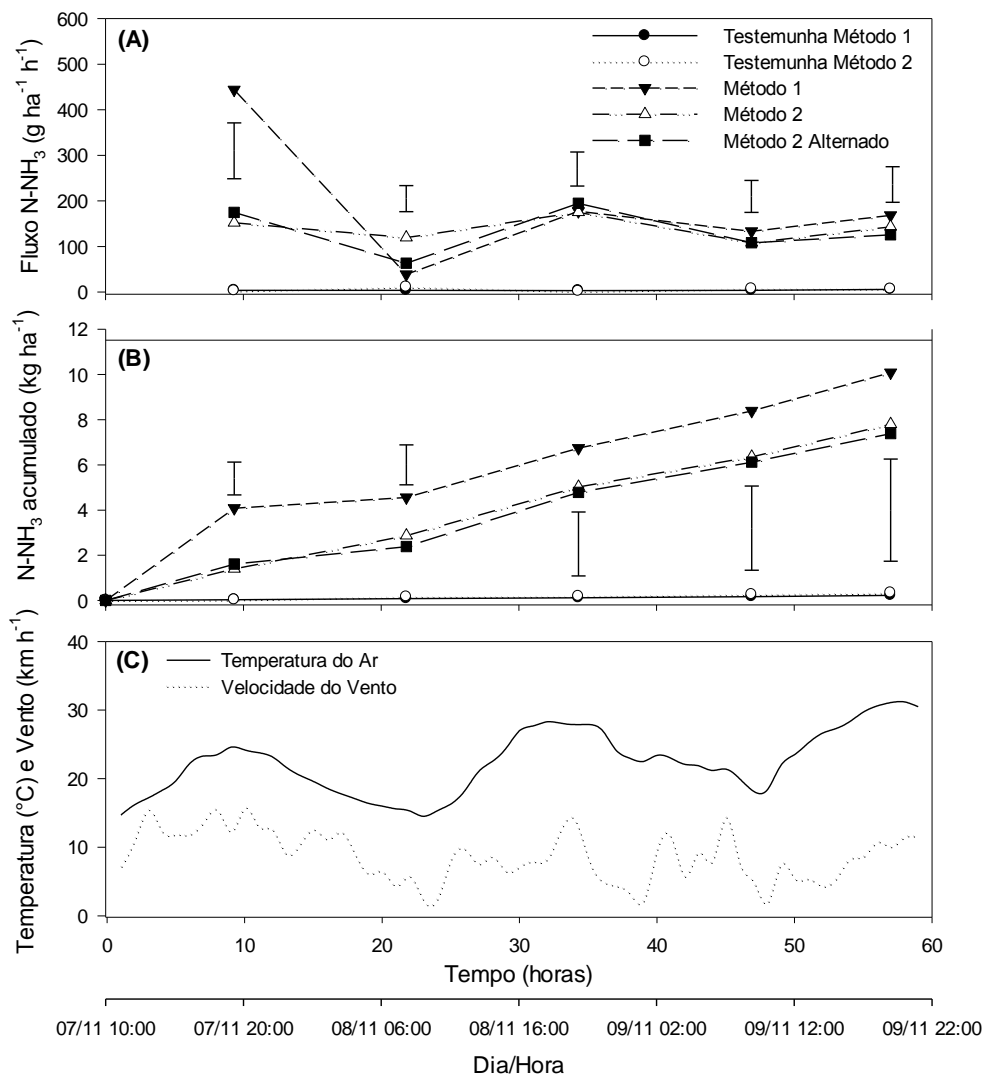 (A)
Testemunha Método 1
Testemunha Método 2
Método 1
Método 2
Método 2 Alternado
Fluxo N-NH3 (g ha-1 h-1)
600
500
400
300
200
100
0
(B)
N-NH3 acumulado (kg ha-1)
12
10
8
6
4
2
0
(C)
Temperatura do Ar
Velocidade do Vento
Temperatura (°C) e Vento (km h-1)
40
30
20
10
0
0 10 20 30 40 50 60
Tempo (horas)
07/11 10:00 07/11 20:00 08/11 06:00 08/11 16:00 09/11 02:00 09/11 12:00 09/11 22:00
Dia/Hora